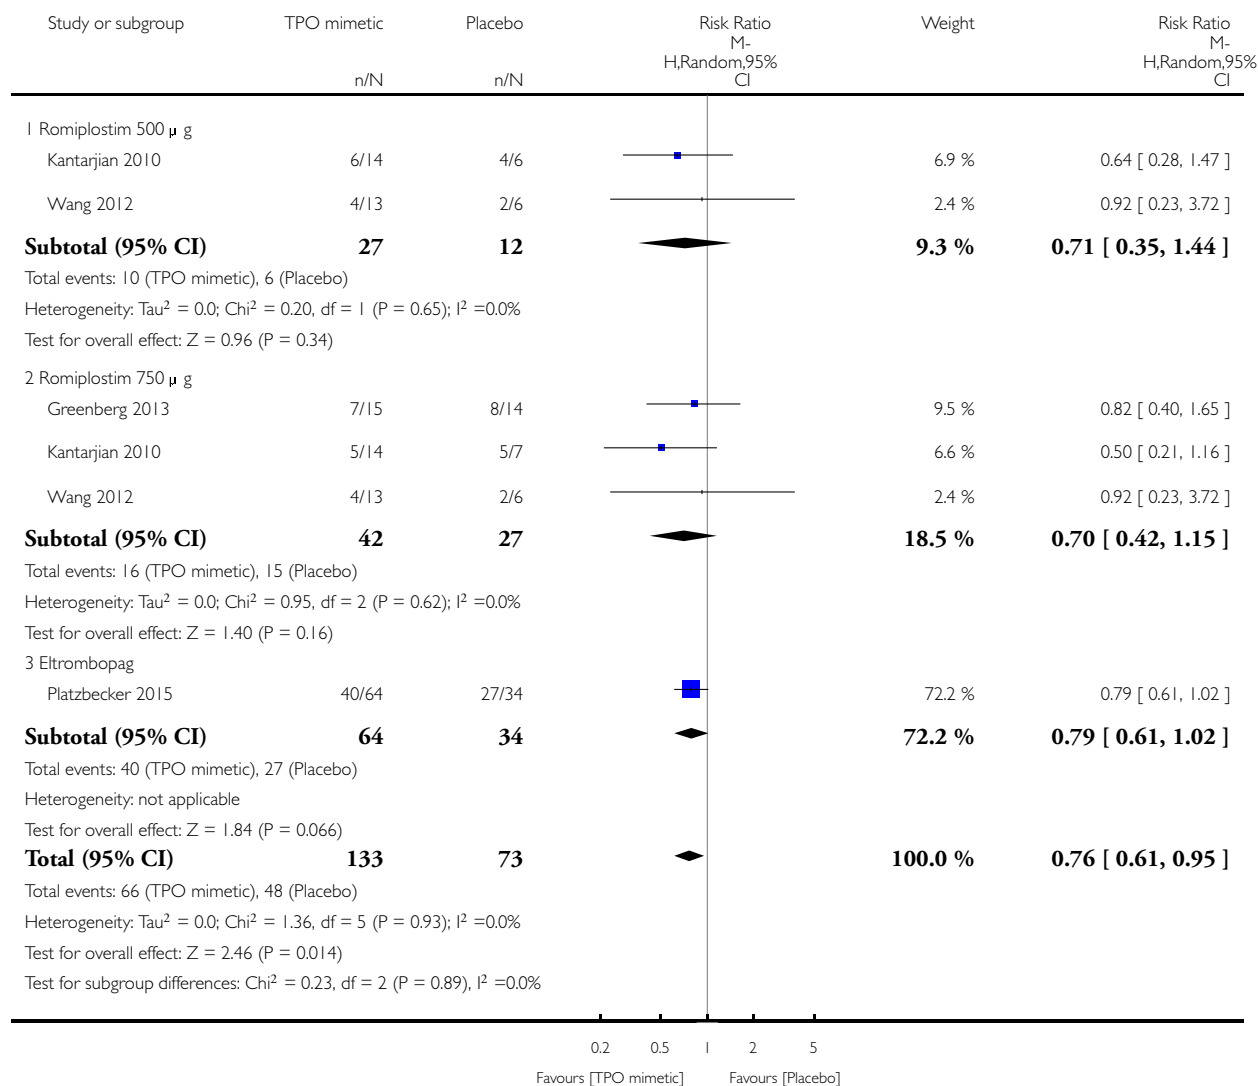 Study or subgroup TPO mimetic Placebo Risk Ratio Weight Risk Ratio
M- M-
H,Random,95% H,Random,95%
n/N n/N CI CI
1 Romiplostim 500 μ g
Kantarjian 2010 6/14 4/6 6.9 % 0.64 [ 0.28, 1.47 ]
Wang 2012 4/13 2/6 2.4 % 0.92 [ 0.23, 3.72 ]
Subtotal (95% CI) 27 12 9.3 % 0.71 [ 0.35, 1.44 ]
Total events: 10 (TPO mimetic), 6 (Placebo)
Heterogeneity: Tau² = 0.0; Chi² = 0.20, df = 1 (P = 0.65); I² =0.0%
Test for overall effect: Z = 0.96 (P = 0.34)
2 Romiplostim 750 μ g
Greenberg 2013 7/15 8/14 9.5 % 0.82 [ 0.40, 1.65 ]
Kantarjian 2010 5/14 5/7 6.6 % 0.50 [ 0.21, 1.16 ]
Wang 2012 4/13 2/6 2.4 % 0.92 [ 0.23, 3.72 ]
Subtotal (95% CI) 42 27 18.5 % 0.70 [ 0.42, 1.15 ]
Total events: 16 (TPO mimetic), 15 (Placebo)
Heterogeneity: Tau² = 0.0; Chi² = 0.95, df = 2 (P = 0.62); I² =0.0%
Test for overall effect: Z = 1.40 (P = 0.16)
3 Eltrombopag
Platzbecker 2015 40/64 27/34 72.2 % 0.79 [ 0.61, 1.02 ]
Subtotal (95% CI) 64 34 72.2 % 0.79 [ 0.61, 1.02 ]
Total events: 40 (TPO mimetic), 27 (Placebo)
Heterogeneity: not applicable
Test for overall effect: Z = 1.84 (P = 0.066)
Total (95% CI) 133 73 100.0 % 0.76 [ 0.61, 0.95 ]
Total events: 66 (TPO mimetic), 48 (Placebo)
Heterogeneity: Tau² = 0.0; Chi² = 1.36, df = 5 (P = 0.93); I² =0.0%
Test for overall effect: Z = 2.46 (P = 0.014)
Test for subgroup differences: Chi² = 0.23, df = 2 (P = 0.89), I² =0.0%
0.2 0.5 1 2 5
Favours [TPO mimetic] Favours [Placebo]